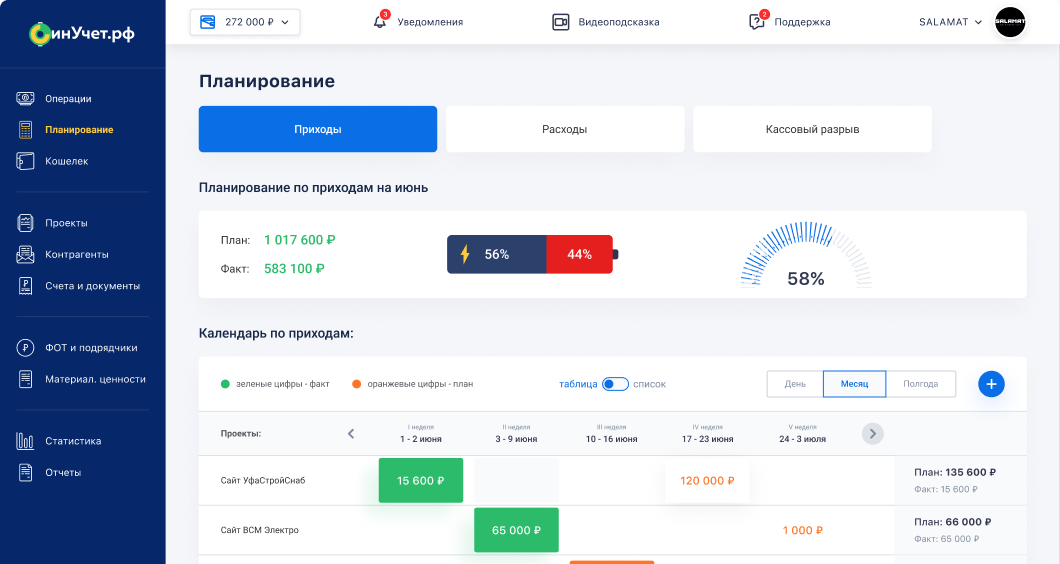 инУчет.рф
272 000 ₽
3
Уведомления
Видеоподсказка
2
Поддержка
SALAMAT
SALAMAT
Операции
Планирование
Кошелек
Проекты
Контрагенты
Счета и документы
ФОТ и подрядчики
Материал. ценности
Статистика
Отчеты
Планирование
Приходы
Расходы
Кассовый разрыв
Планирование по приходам на июнь
План: 1 017 600 ₽
Факт: 583 100 ₽
56%
44%
58%
Календарь по приходам:
зеленые цифры - факт
оранжевые цифры - план
таблица
список
День
Месяц
Полгода
+
Проекты:
I неделя
1 - 2 июня
II неделя
3 - 9 июня
III неделя
10 - 16 июня
IV неделя
17 - 23 июня
V неделя
24 - 3 июля
Сайт УфаСтройСнаб
15 600 ₽
120 000 ₽
План: 135 600 ₽
Факт: 15 600 ₽
Сайт ВСМ Электро
65 000 ₽
1 000 ₽
План: 66 000 ₽
Факт: 65 000 ₽